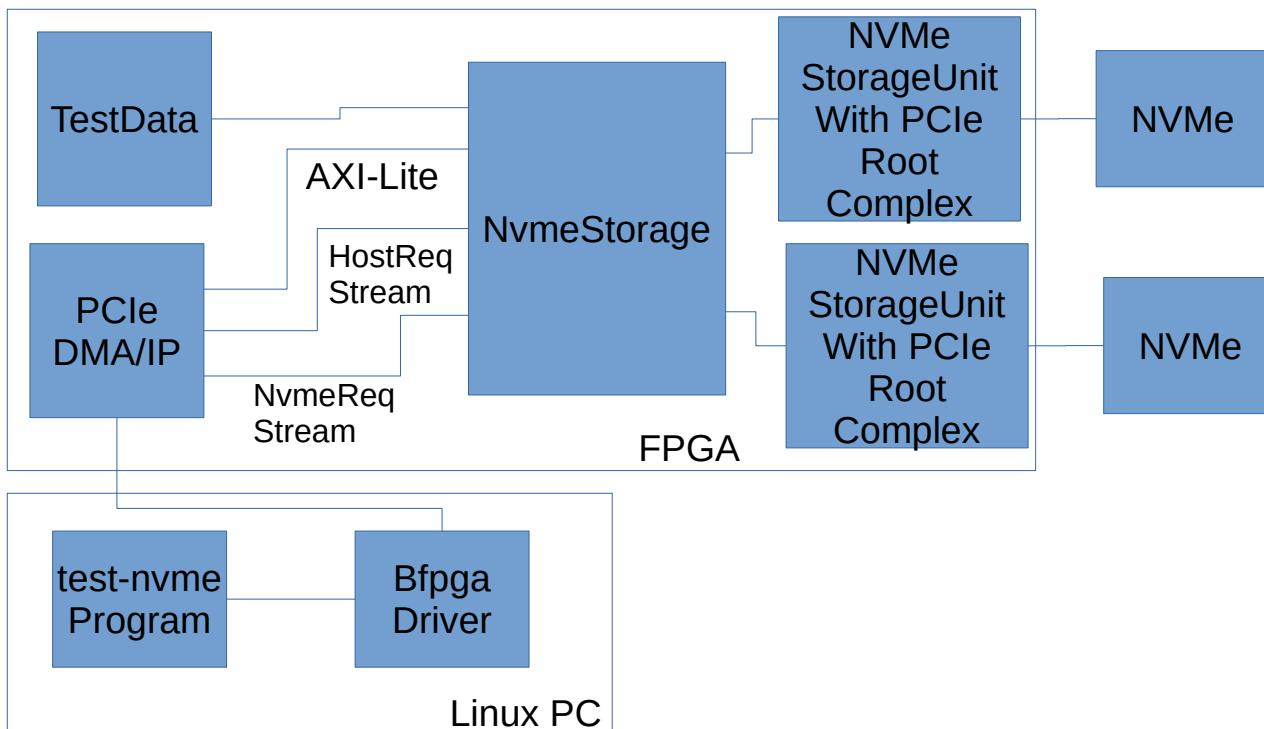 TestData
AXI-Lite
HostReq
Stream
PCIe
DMA/IP
NvmeReq
Stream
NvmeStorage
NVMe
StorageUnit
With PCIe
Root
Complex
NVMe
NVMe
StorageUnit
With PCIe
Root
Complex
NVMe
FPGA
test-nvme
Program
Bfpga
Driver
Linux PC